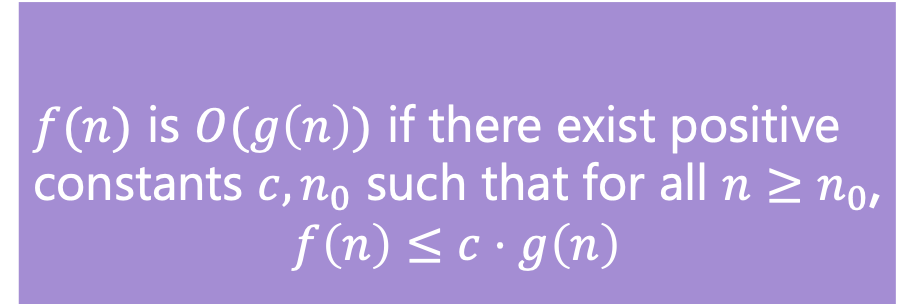 f(n) is O(g(n)) if there exist positive
constants c, n₀ such that for all n ≥ n₀,
f(n) ≤ c · g(n)